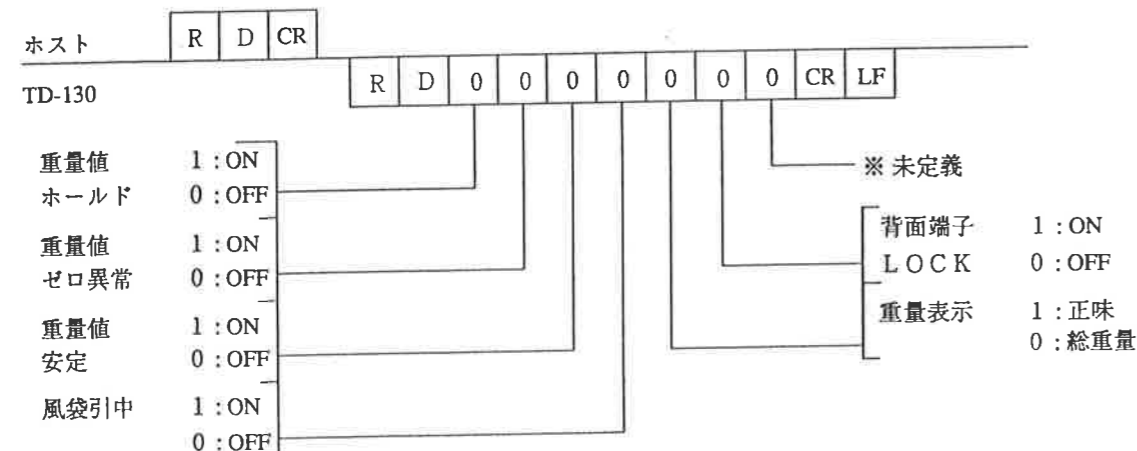 ホスト R D CR
TD-130 R D 0 0 0 0 0 0 0 CR LF
重量値 1:ON
ホールド 0:OFF
重量値 1:ON
ゼロ異常 0:OFF
重量値 1:ON
安定 0:OFF
風袋引中 1:ON
0:OFF
※未定義
背面端子 1:ON
LOCK 0:OFF
重量表示 1:正味
0:総重量